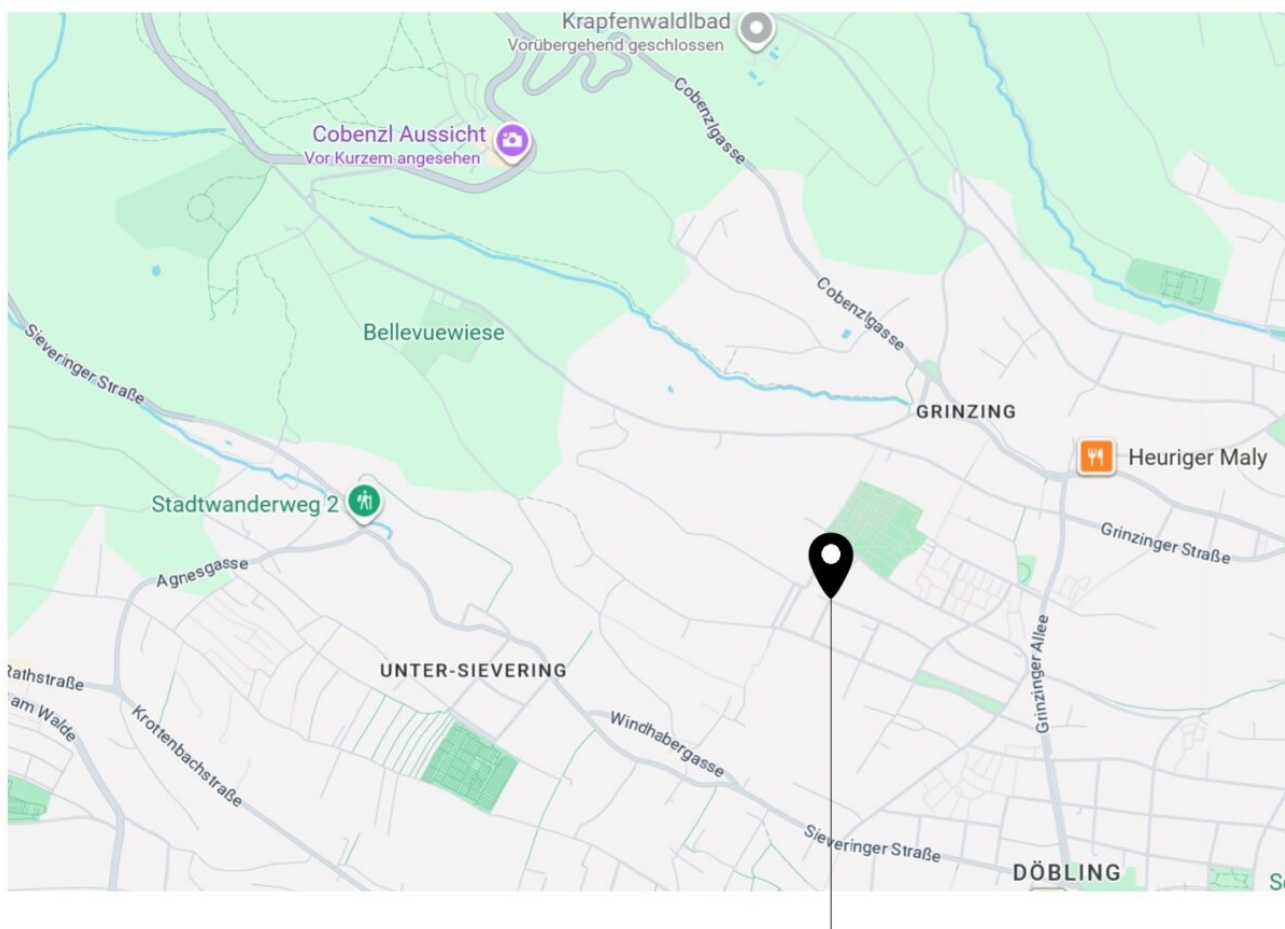 Krapfenwaldlbad
Vorübergehend geschlossen
Cobenzlgasse
Cobenzl Aussicht
Vor Kurzem angesehen
Cobenzlgasse
Sieveringer Straße
Bellevuewiese
GRINZING
Heuriger Maly
Stadtwanderweg 2
Grinzinger Straße
Agnesgasse
UNTER-SIEVERING
Grinzinger Allee
Rathstraße
am Walde
Krottenbachstraße
Windhabergasse
Sieveringer Straße
DÖBLING